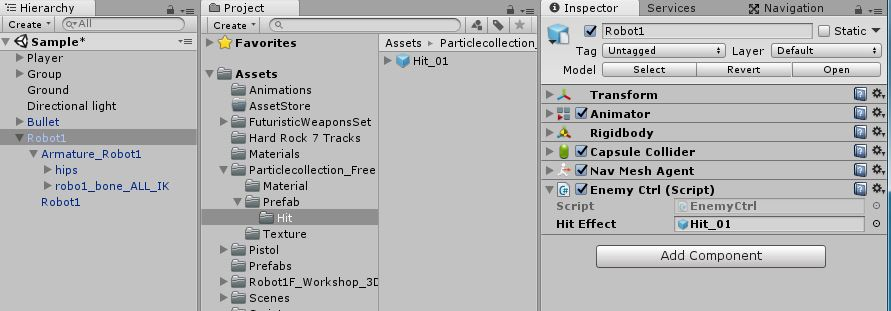 Hierarchy
Create
All
Sample*
Player
Group
Ground
Directional light
Bullet
Robot1
Armature_Robot1
hips
robo1_bone_ALL_IK
Robot1
Project
Create
Favorites
Assets
Animations
AssetStore
FuturisticWeaponsSet
Hard Rock 7 Tracks
Materials
Particlecollection_Free
Material
Prefab
Hit
Texture
Pistol
Prefabs
Robot1F_Workshop_3D
Scenes
Assets ▸ Particlecollection_
Hit_01
Inspector Services Navigation
Robot1 Static
Tag Untagged Layer Default
Model Select Revert Open
Transform
Animator
Rigidbody
Capsule Collider
Nav Mesh Agent
Enemy Ctrl (Script)
Script EnemyCtrl
Hit Effect Hit_01
Add Component